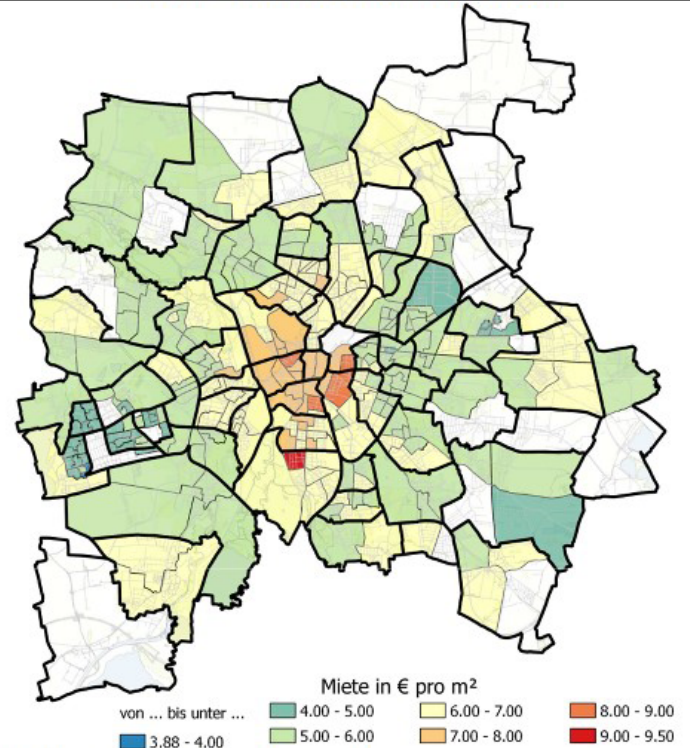 Miete in € pro m²
von ... bis unter ...
4.00 - 5.00
6.00 - 7.00
8.00 - 9.00
3.88 - 4.00
5.00 - 6.00
7.00 - 8.00
9.00 - 9.50